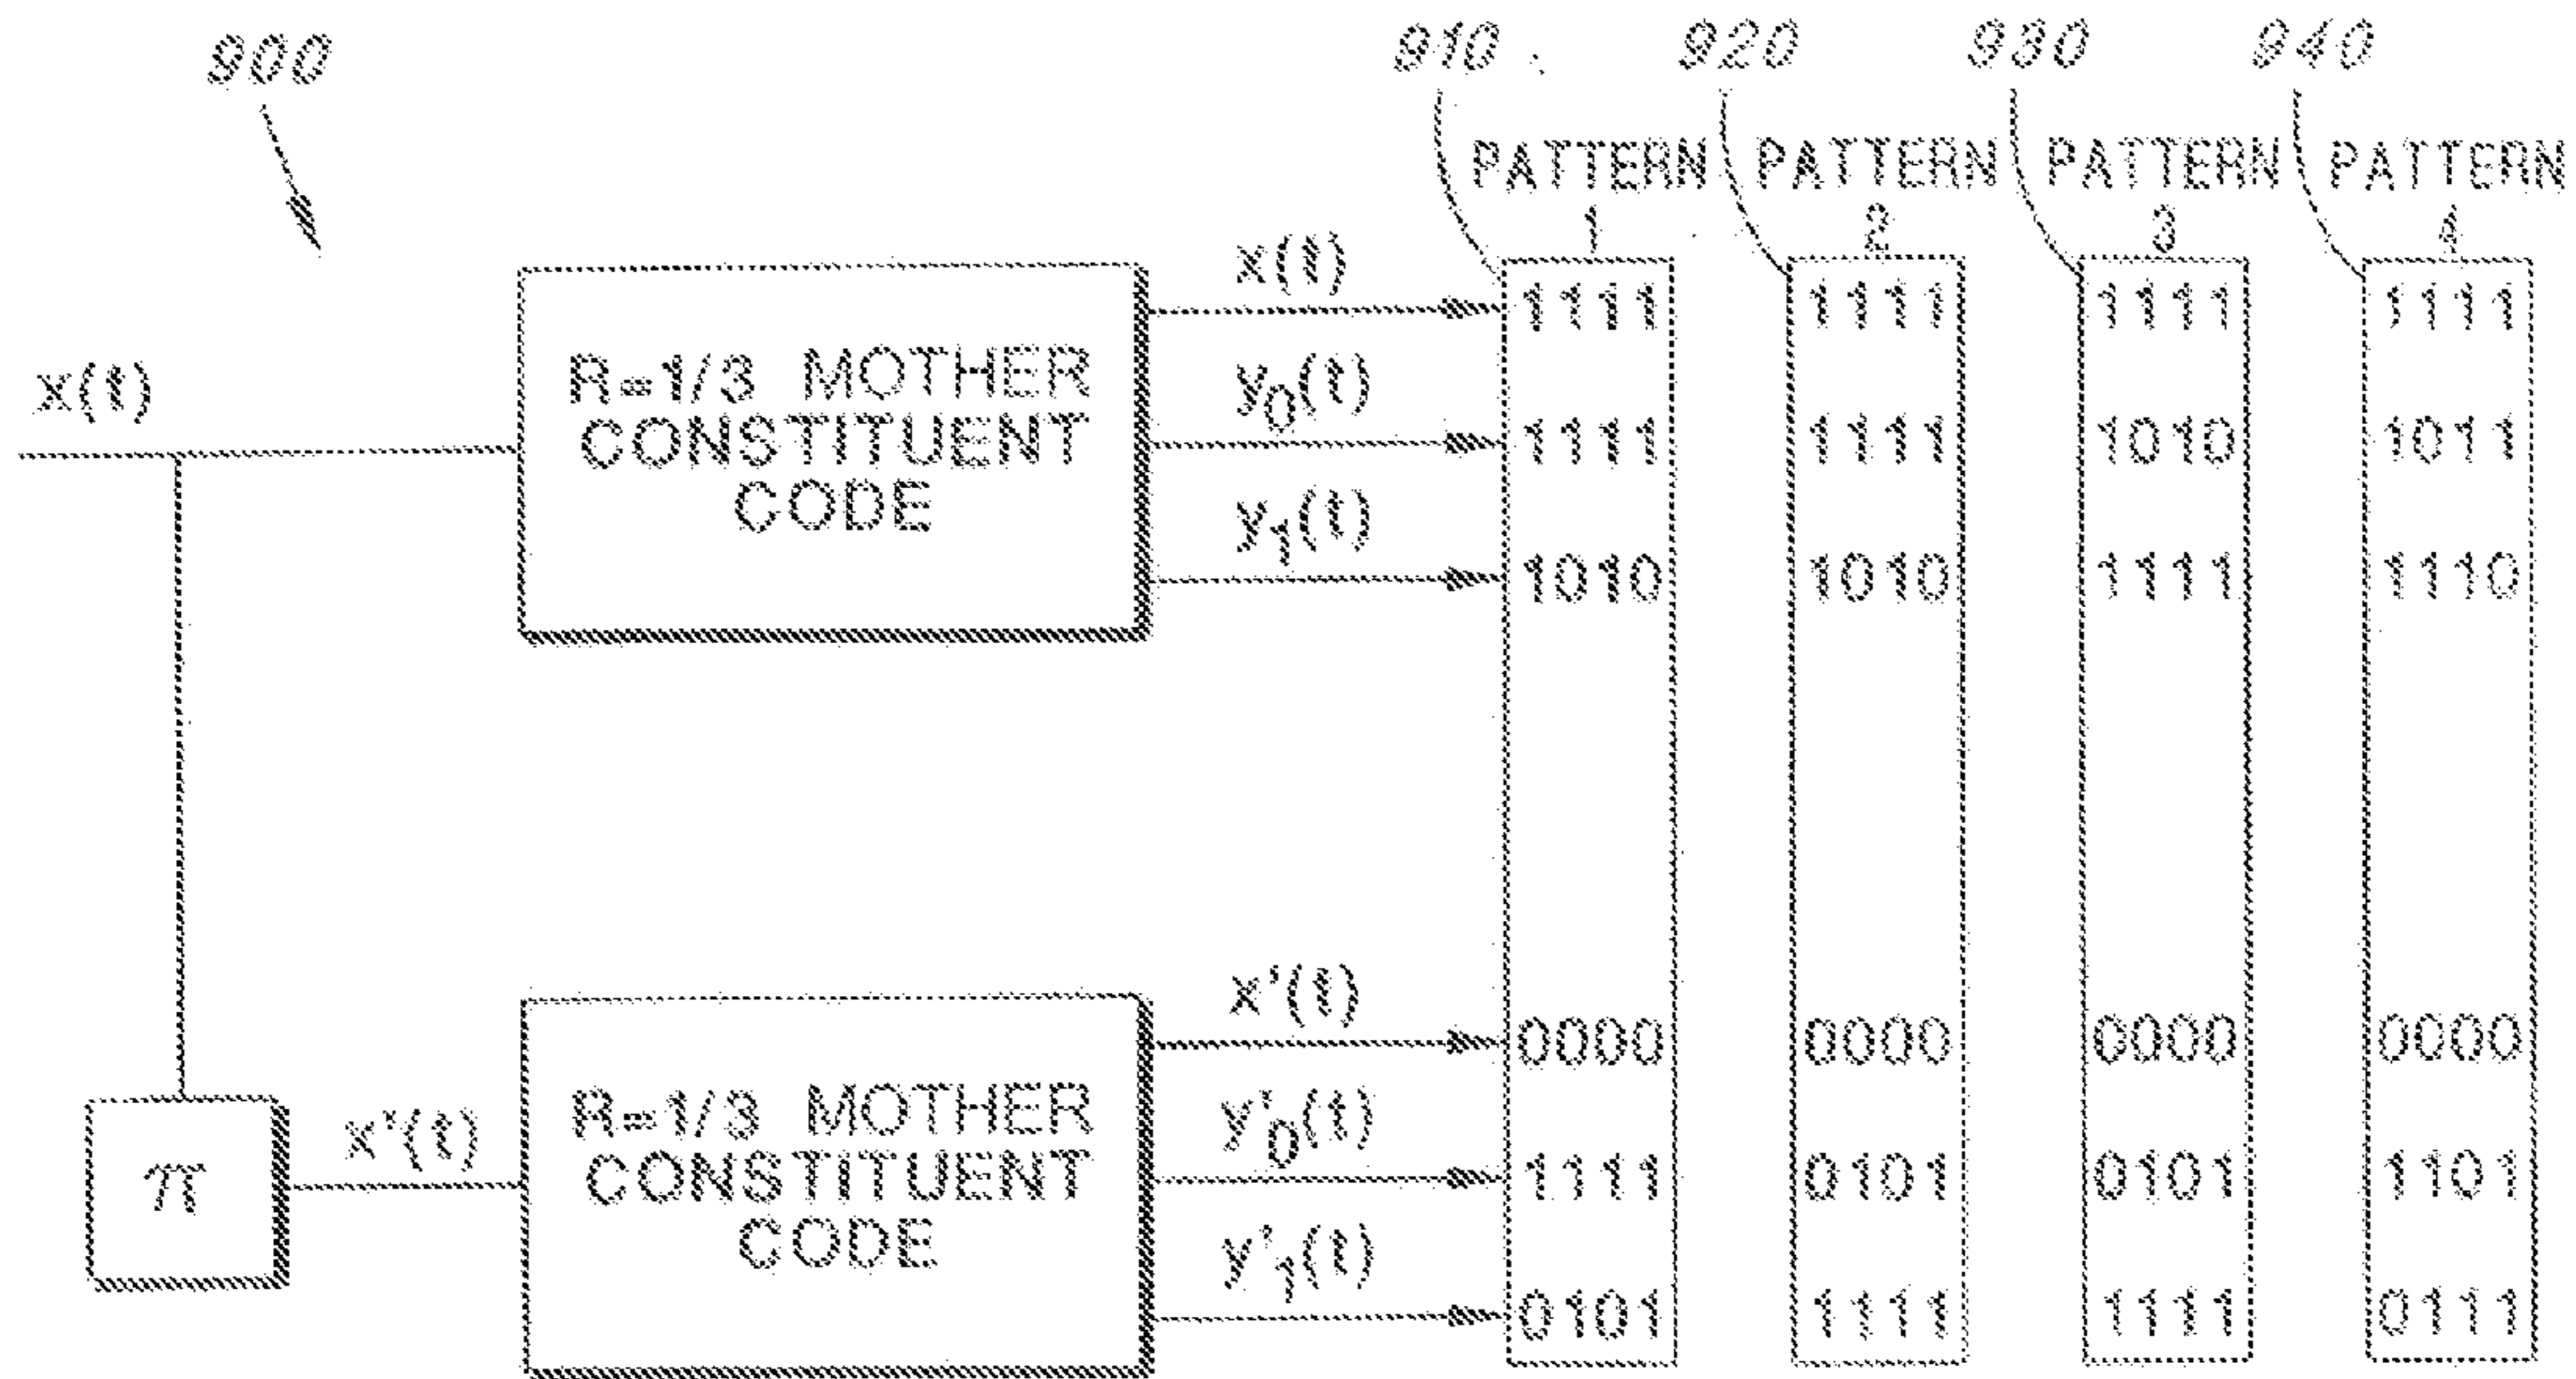 900
910 920 930 940
PATTERN PATTERN PATTERN PATTERN
1 2 3 4
x(t) 1111 1111 1111 1111
x(t)
R=1/3 MOTHER
CONSTITUENT
CODE
y0(t) 1111 1111 1010 1011
y1(t) 1010 1010 1111 1110
x'(t) 0000 0000 0000 0000
π
x'(t)
R=1/3 MOTHER
CONSTITUENT
CODE
y'0(t) 1111 0101 0101 1101
y'1(t) 0101 1111 1111 0111